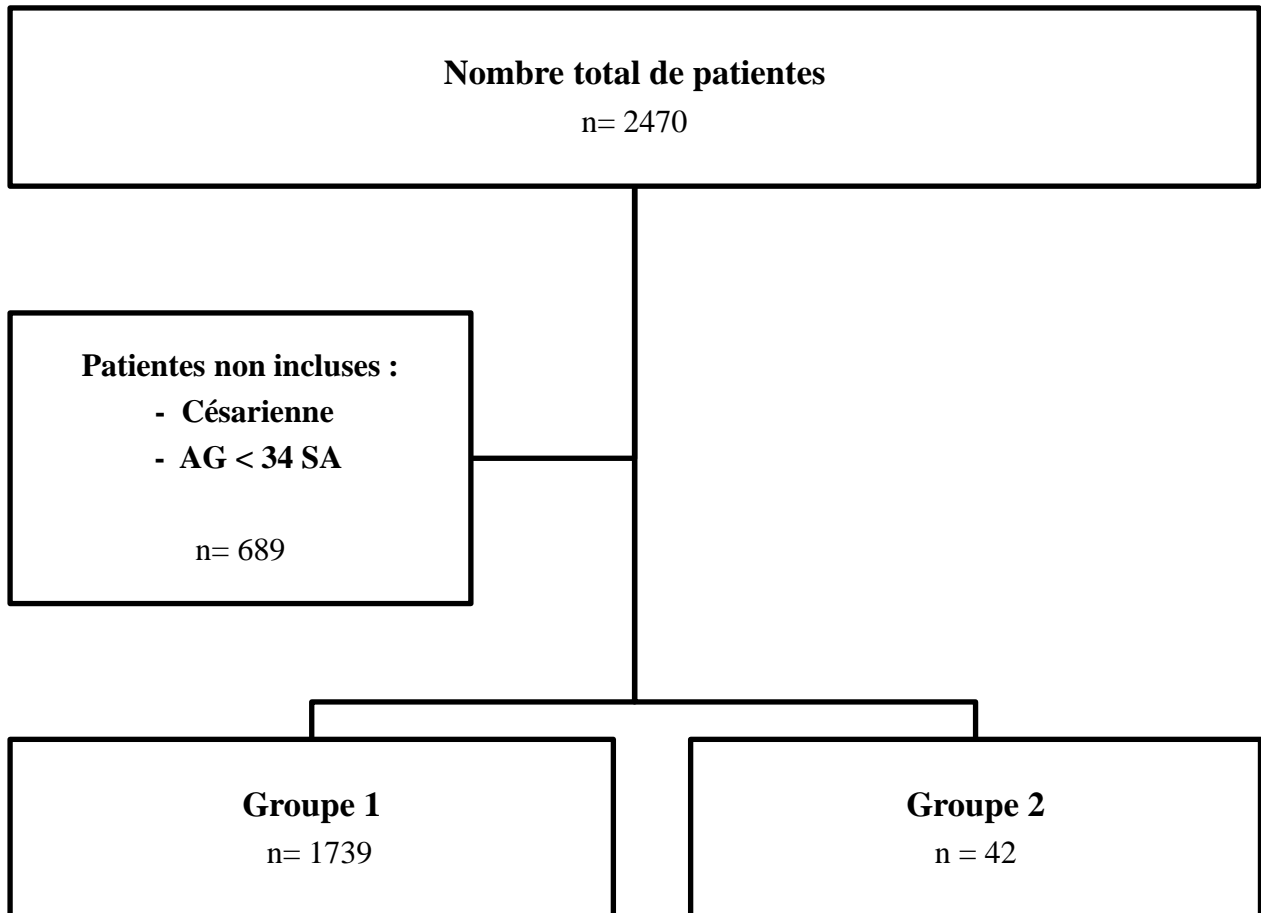 Nombre total de patientes
n= 2470
Patientes non incluses :
- Césarienne
- AG < 34 SA
n= 689
Groupe 1
n= 1739
Groupe 2
n = 42